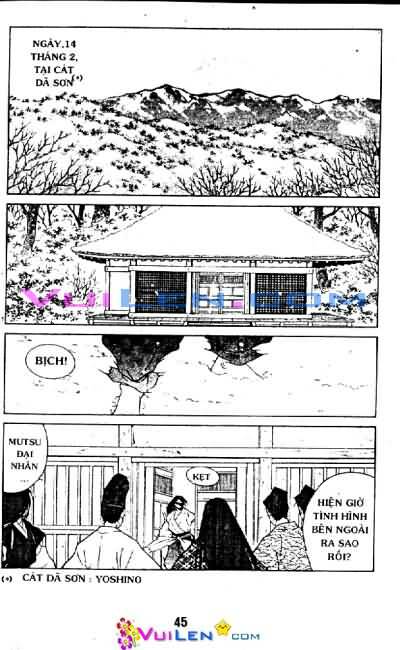 NGÀY.14
THÁNG 2,
TẠI CÁT
DÃ SƠN(*)
VUILEN.COM
BỊCH!
MUTSU
ĐẠI
NHÂN
...
KẸT
HIỆN GIỜ
TÌNH HÌNH
BÊN NGOÀI
RA SAO
RỒI?
(*) CÁT DÃ SƠN : YOSHINO
45
VUILEN.COM